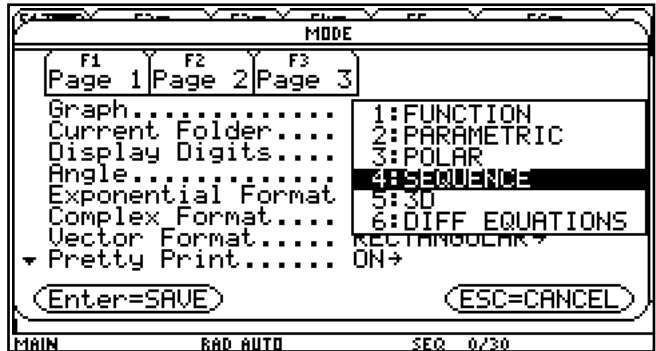 MODE
F1 F2 F3
Page 1 Page 2 Page 3
Graph.............
Current Folder....
Display Digits....
Angle.............
Exponential Format
Complex Format....
Vector Format..... RECTANGULAR→
Pretty Print...... ON→
1:FUNCTION
2:PARAMETRIC
3:POLAR
4:SEQUENCE
5:3D
6:DIFF EQUATIONS
Enter=SAVE ESC=CANCEL
MAIN RAD AUTO SEQ 0/30